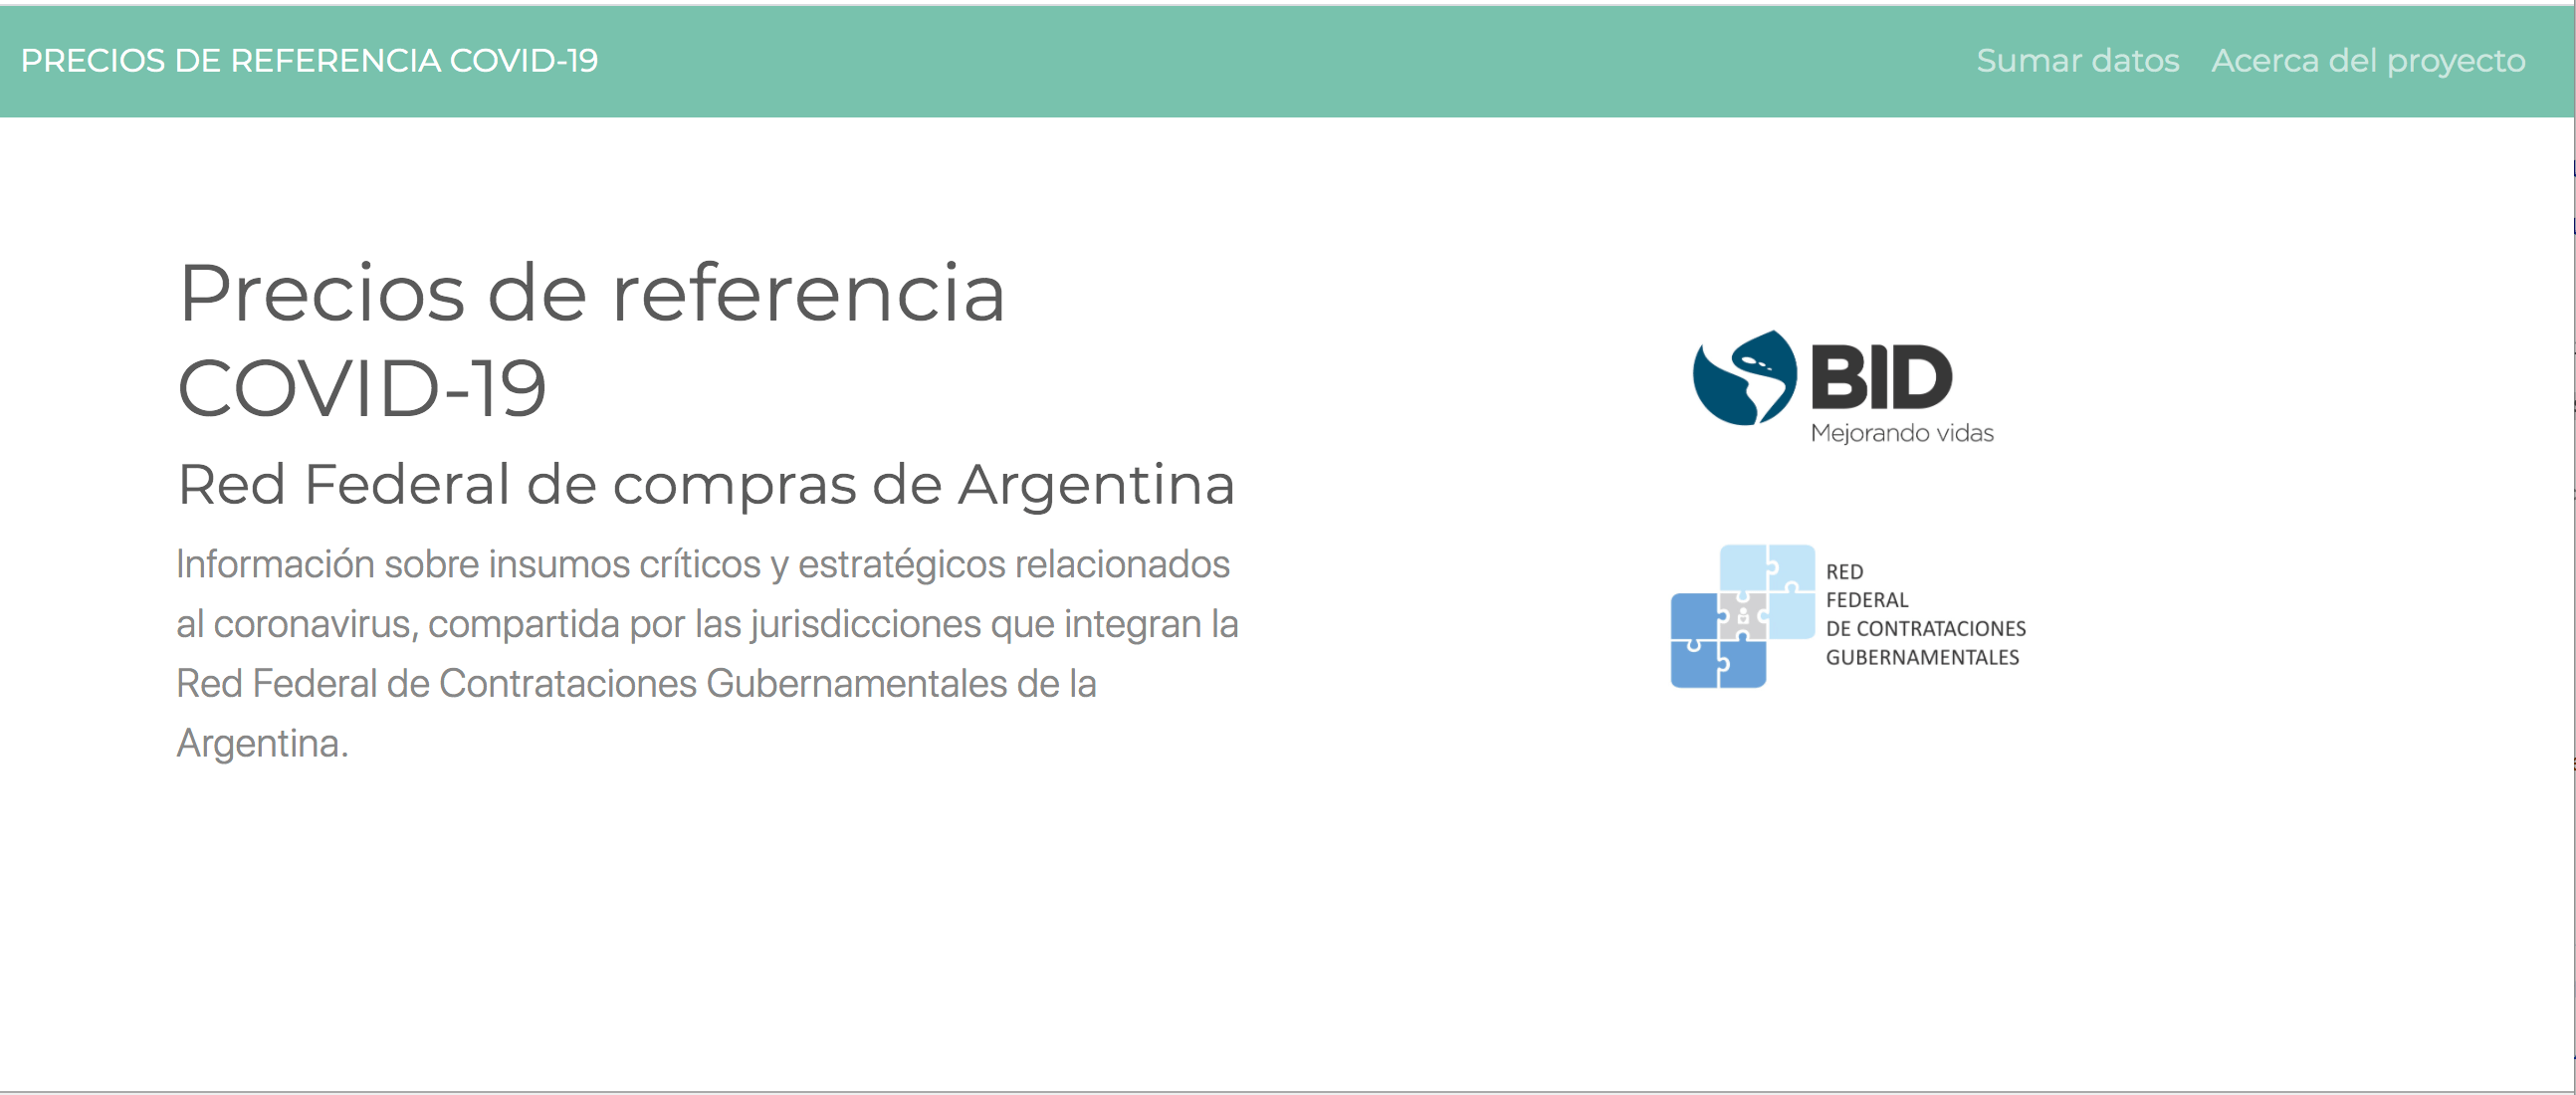 PRECIOS DE REFERENCIA COVID-19
Sumar datos
Acerca del proyecto
Precios de referencia
COVID-19
Red Federal de compras de Argentina
Información sobre insumos críticos y estratégicos relacionados
al coronavirus, compartida por las jurisdicciones que integran la
Red Federal de Contrataciones Gubernamentales de la
Argentina.
BID
Mejorando vidas
RED
FEDERAL
DE CONTRATACIONES
GUBERNAMENTALES